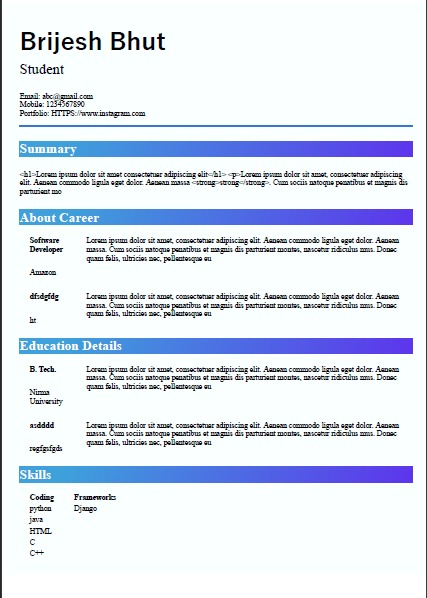 Brijesh Bhut
Student
Email: abc@gmail.com
Mobile: 1234567890
Portfolio: HTTPS://www.instagram.com
Summary
<h1>Lorem ipsum dolor sit amet consectetuer adipiscing elit</h1> <p>Lorem ipsum dolor sit amet, consectetuer adipiscing
elit. Aenean commodo ligula eget dolor. Aenean massa <strong>strong</strong>. Cum sociis natoque penatibus et magnis dis
parturient mo
About Career
Software
Developer
Amazon
Lorem ipsum dolor sit amet, consectetuer adipiscing elit. Aenean commodo ligula eget dolor. Aenean
massa. Cum sociis natoque penatibus et magnis dis parturient montes, nascetur ridiculus mus. Donec
quam felis, ultricies nec, pellentesque eu
dfsdgfdg
ht
Lorem ipsum dolor sit amet, consectetuer adipiscing elit. Aenean commodo ligula eget dolor. Aenean
massa. Cum sociis natoque penatibus et magnis dis parturient montes, nascetur ridiculus mus. Donec
quam felis, ultricies nec, pellentesque eu
Education Details
B. Tech.
Nirma
University
Lorem ipsum dolor sit amet, consectetuer adipiscing elit. Aenean commodo ligula eget dolor. Aenean
massa. Cum sociis natoque penatibus et magnis dis parturient montes, nascetur ridiculus mus. Donec
quam felis, ultricies nec, pellentesque eu
asdddd
regfgsfgds
Lorem ipsum dolor sit amet, consectetuer adipiscing elit. Aenean commodo ligula eget dolor. Aenean
massa. Cum sociis natoque penatibus et magnis dis parturient montes, nascetur ridiculus mus. Donec
quam felis, ultricies nec, pellentesque eu
Skills
Coding
python
java
HTML
C
C++
Frameworks
Django